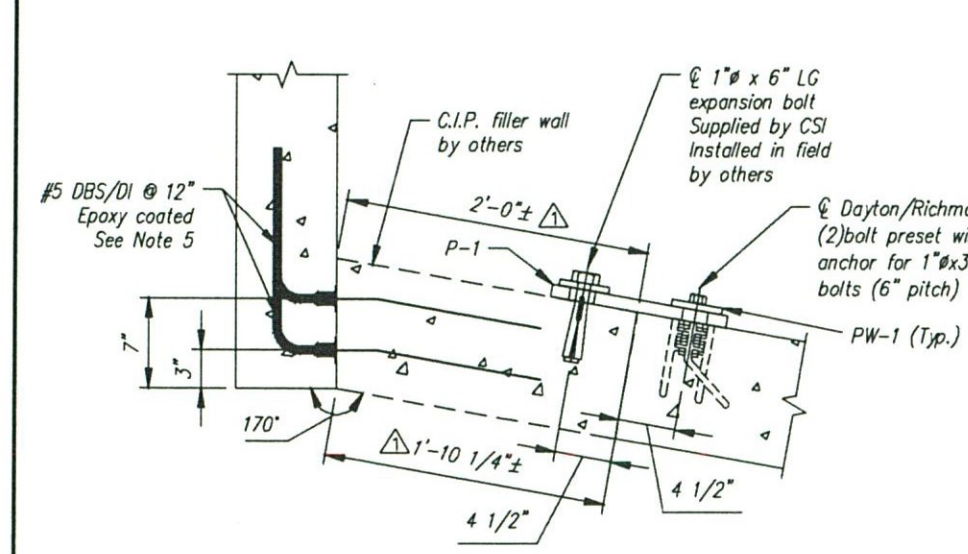 ℄ 1"ø x 6" LG
expansion bolt
Supplied by CSI
Installed in field
by others
C.I.P. filler wall
by others
#5 DBS/DI @ 12"
Epoxy coated
See Note 5
2'-0"± 1
P-1
℄ Dayton/Richmo
(2)bolt preset wi
anchor for 1"øx3
bolts (6" pitch)
PW-1 (Typ.)
7"
3"
170°
1 1'-10 1/4"±
4 1/2"
4 1/2"